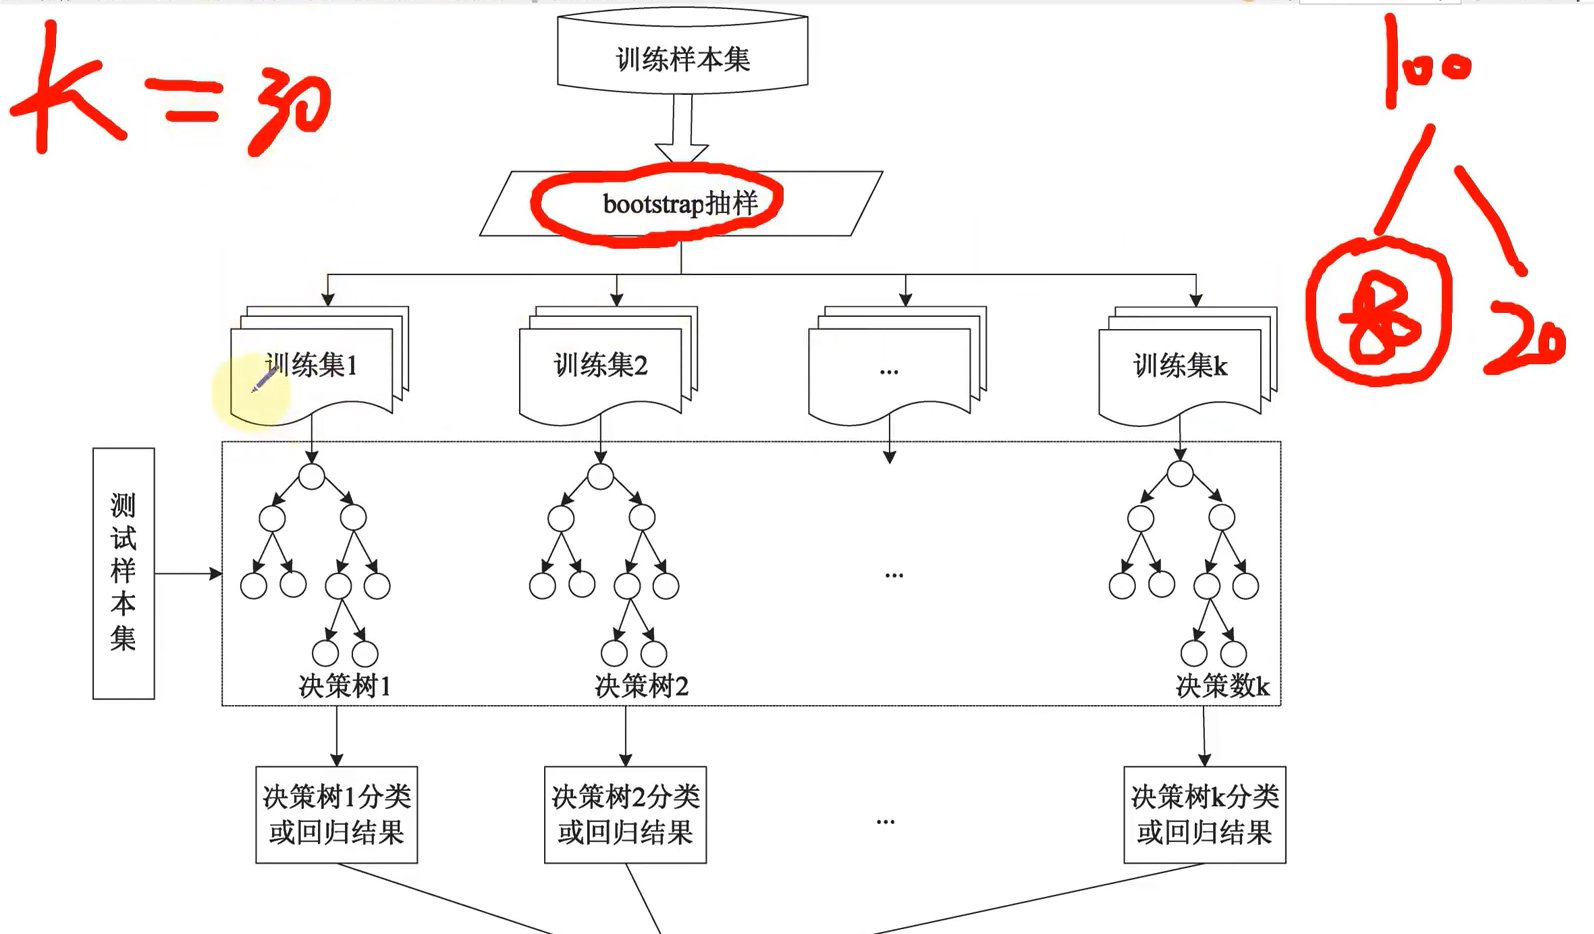 K=30
训练样本集
100
bootstrap抽样
20
训练集1
训练集2
...
训练集k
测试样本集
...
决策树1
决策树2
决策数k
决策树1分类
或回归结果
决策树2分类
或回归结果
...
决策树k分类
或回归结果